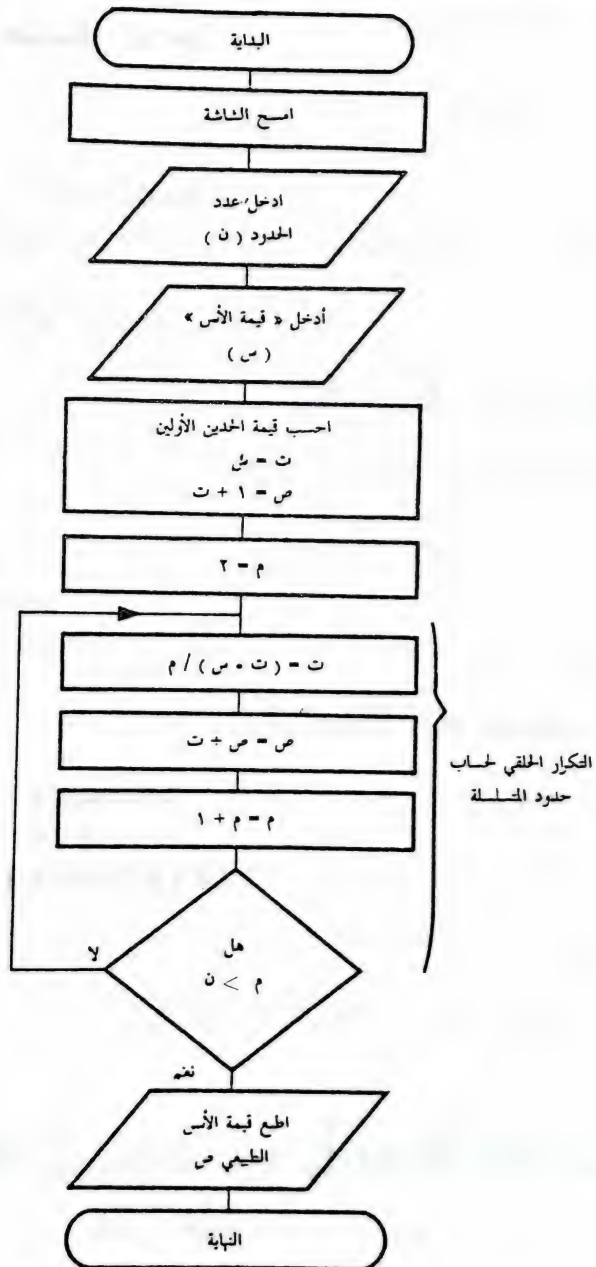 البداية
امسح الشاشة
ادخل عدد
الحدود ( ن )
أدخل « قيمة الأس »
( س )
احسب قيمة الحدين الأولين
ت = س
ص = ١ + ت
م = ٢
ت = ( ت * س ) / م
ص = ص + ت
م = م + ١
التكرار الحلقي لحساب
حدود المتسلسلة
هل
م > ن
لا
نعم
اطبع قيمة الأس
الطبيعي ص
النهاية